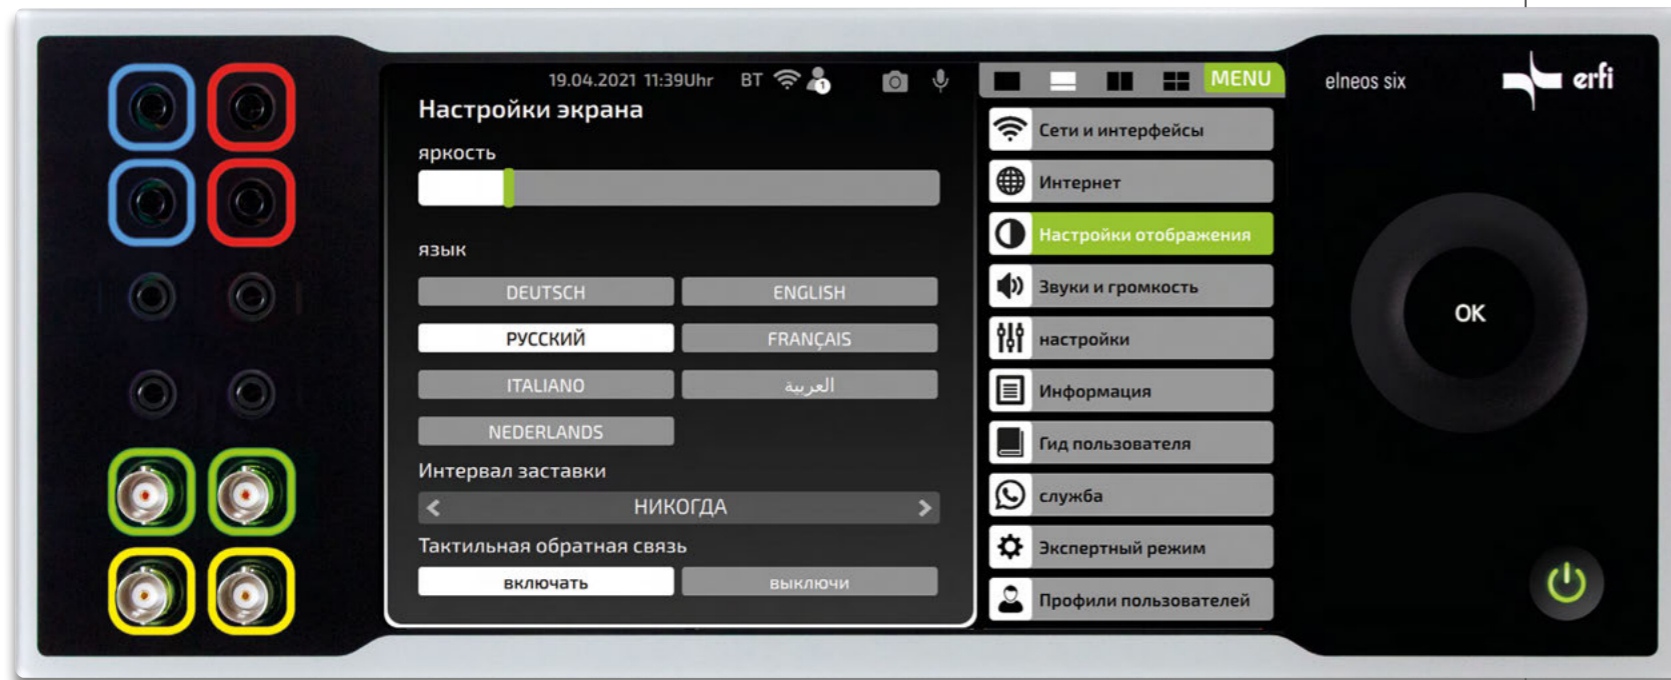 19.04.2021 11:39Uhr BT 1
Настройки экрана
яркость
язык
DEUTSCH ENGLISH
РУССКИЙ FRANÇAIS
ITALIANO العربية
NEDERLANDS
Интервал заставки
НИКОГДА
Тактильная обратная связь
включать выключи
MENU
Сети и интерфейсы
Интернет
Настройки отображения
Звуки и громкость
настройки
Информация
Гид пользователя
служба
Экспертный режим
Профили пользователей
elneos six erfi
OK